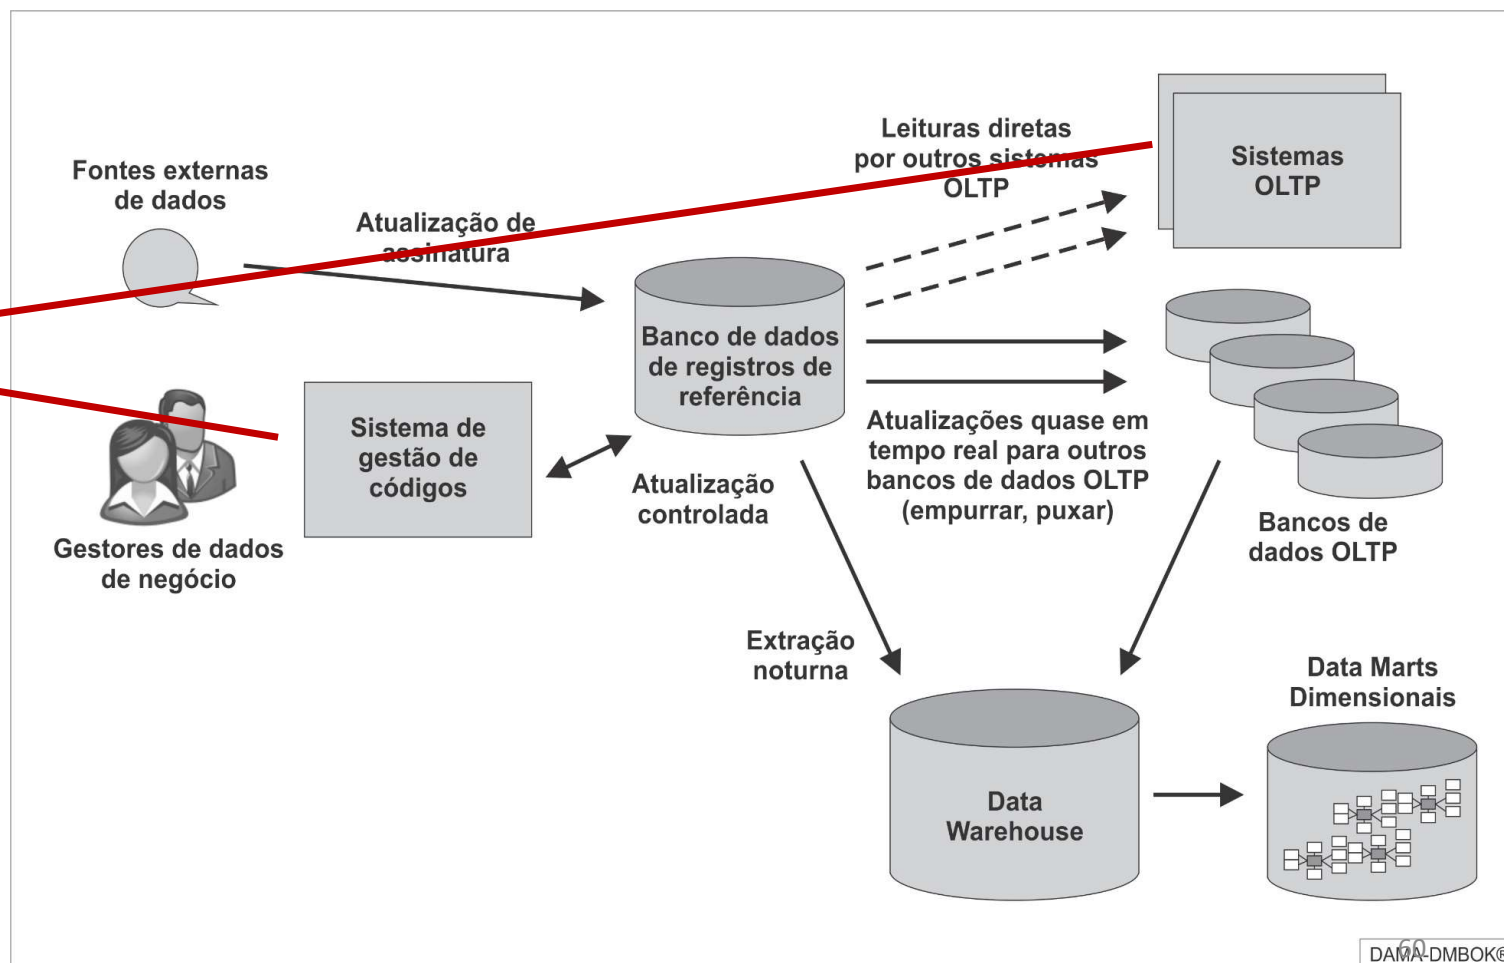 Fontes externas
de dados
Atualização de
assinatura
Leituras diretas
por outros sistemas
OLTP
Sistemas
OLTP
Banco de dados
de registros de
referência
Sistema de
gestão de
códigos
Gestores de dados
de negócio
Atualização
controlada
Atualizações quase em
tempo real para outros
bancos de dados OLTP
(empurrar, puxar)
Bancos de
dados OLTP
Extração
noturna
Data Marts
Dimensionais
Data
Warehouse
60
DAMA-DMBOK®